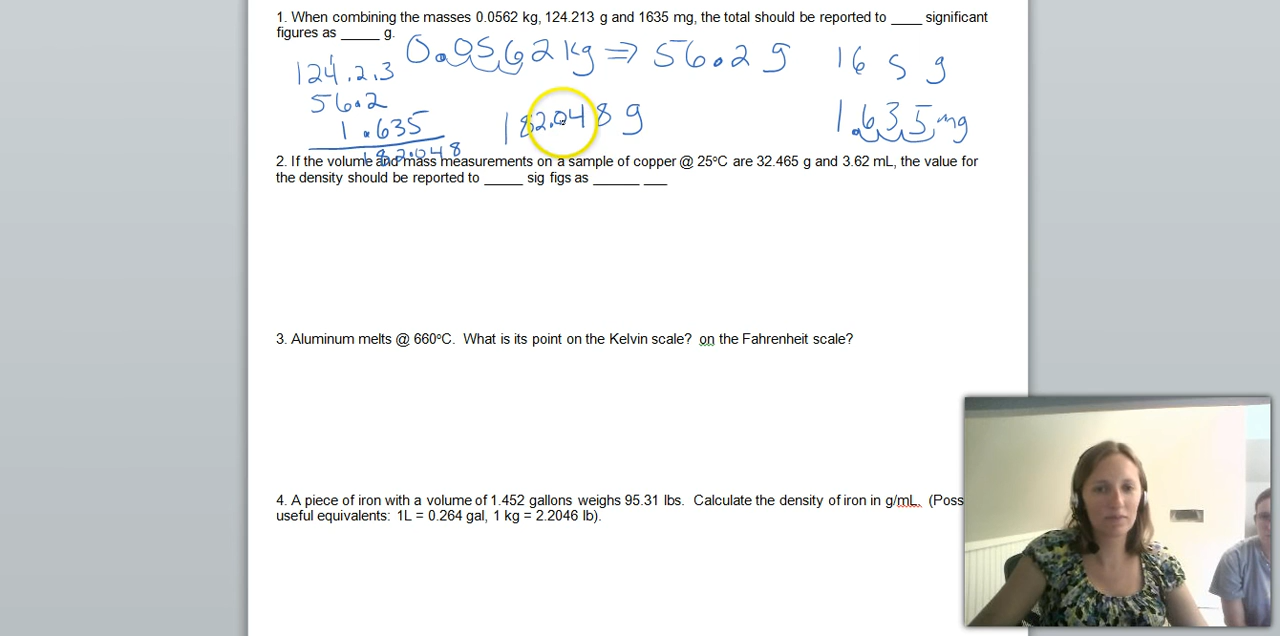 1. When combining the masses 0.0562 kg, 124.213 g and 1635 mg, the total should be reported to ____ significant
figures as _____ g.
0.0562 kg ⇒ 56.2 g
16 5 g
124.213
56.2
1.635
182.048
182.048 g
1.635 mg
2. If the volume and mass measurements on a sample of copper @ 25ºC are 32.465 g and 3.62 mL, the value for
the density should be reported to _____ sig figs as ______ ___
3. Aluminum melts @ 660ºC. What is its point on the Kelvin scale? on the Fahrenheit scale?
4. A piece of iron with a volume of 1.452 gallons weighs 95.31 lbs. Calculate the density of iron in g/mL. (Poss
useful equivalents: 1L = 0.264 gal, 1 kg = 2.2046 lb).